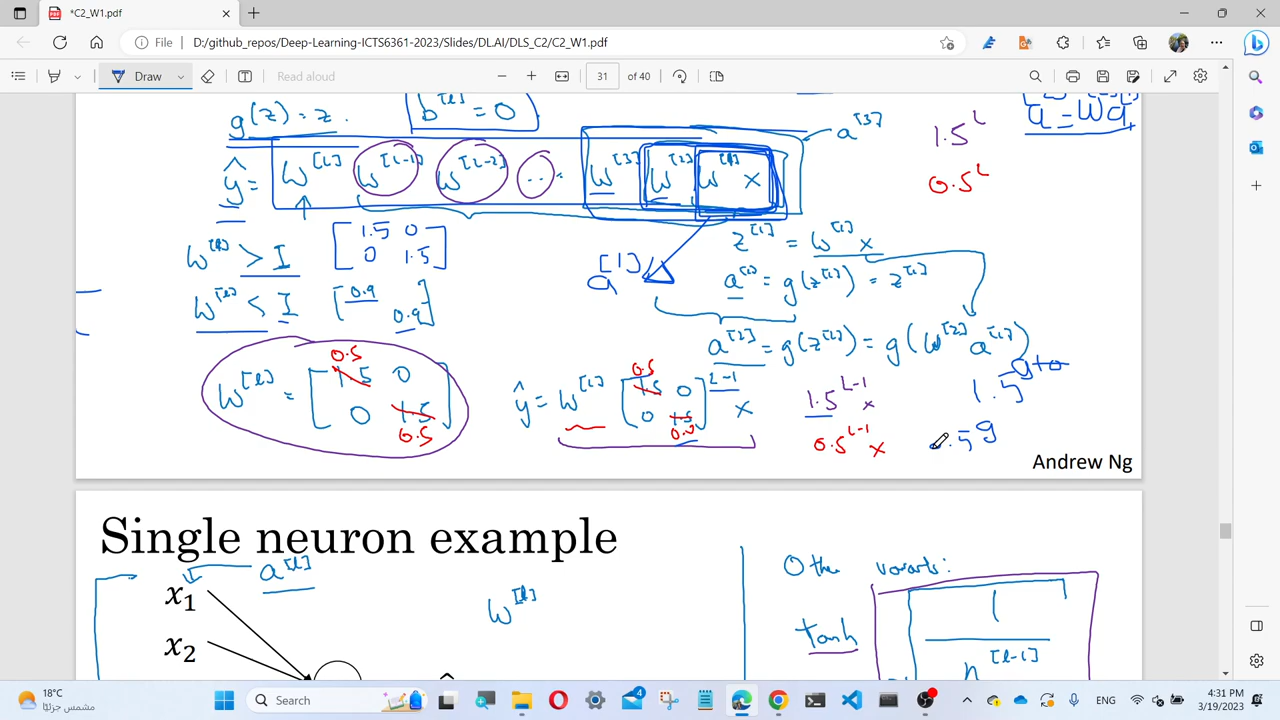 *C2_W1.pdf
File D:/github_repos/Deep-Learning-ICTS6361-2023/Slides/DL.AI/DLS_C2/C2_W1.pdf
Draw Read aloud 31 of 40
g(z) = z. b^[l] = 0
a^[3]
1.5^L
0.5^L
ŷ = W^[L] W^[L-1] W^[L-2] ... W^[3] W^[2] W^[1] x
W^[l] > I [1.5 0
0 1.5]
z^[1] = W^[1] x
a^[1]
a^[1] = g(z^[1]) = z^[1]
W^[l] < I [0.9
0.9]
a^[2] = g(z^[2]) = g(W^[2] a^[1])
W^[l] = [1.5 0
0 1.5]
0.5
0.5
ŷ = W^[L] [1.5 0
0 1.5]^L-1 x
0.5
1.5^L-1 x
0.5^L-1 x
1.5
.5^9
Andrew Ng
Single neuron example
a^[l]
x1
x2
W^[l]
Other variants:
tanh
1
n^[l-1]
18°C
Search
ENG
4:31 PM
3/19/2023